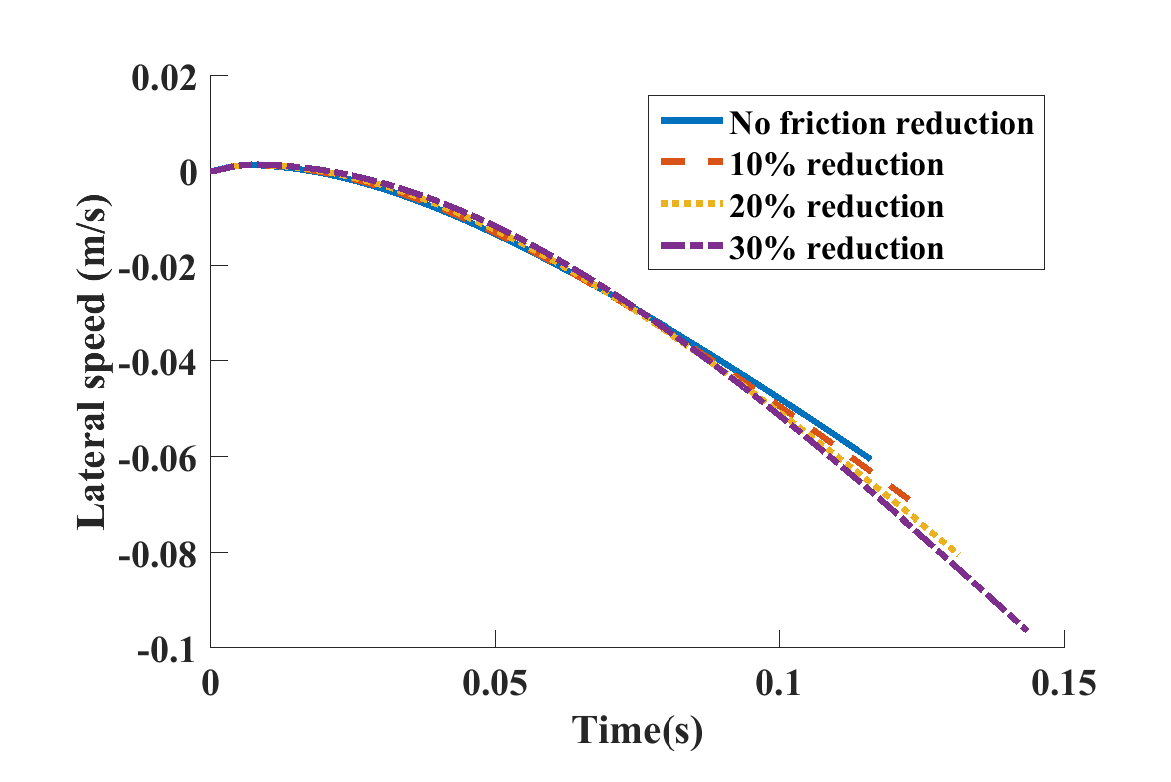 0.02
0
-0.02
-0.04
-0.06
-0.08
-0.1
Lateral speed (m/s)
No friction reduction
10% reduction
20% reduction
30% reduction
0
0.05
0.1
0.15
Time(s)